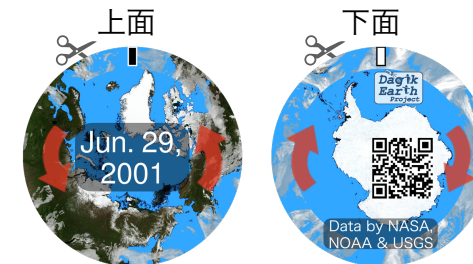 上面
下面
Jun. 29,
2001
Dagik
Earth
Project
Data by NASA,
NOAA & USGS